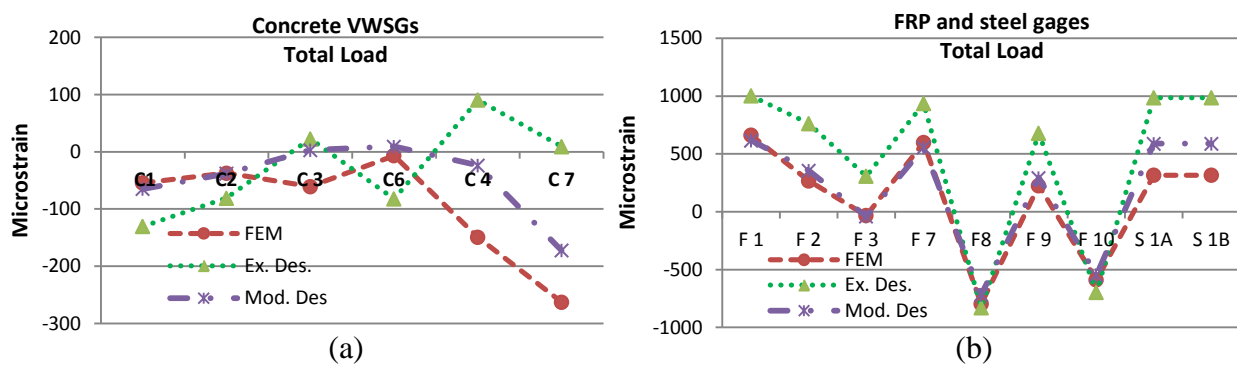 Concrete VWSGs
Total Load
Microstrain
200
100
0
-100
-200
-300
C1
C2
C 3
C6
C 4
C 7
FEM
Ex. Des.
Mod. Des
(a)
FRP and steel gages
Total Load
Microstrain
1500
1000
500
0
-500
-1000
F 1
F 2
F 3
F 7
F8
F 9
F 10
S 1A
S 1B
FEM
Ex. Des.
Mod. Des
(b)